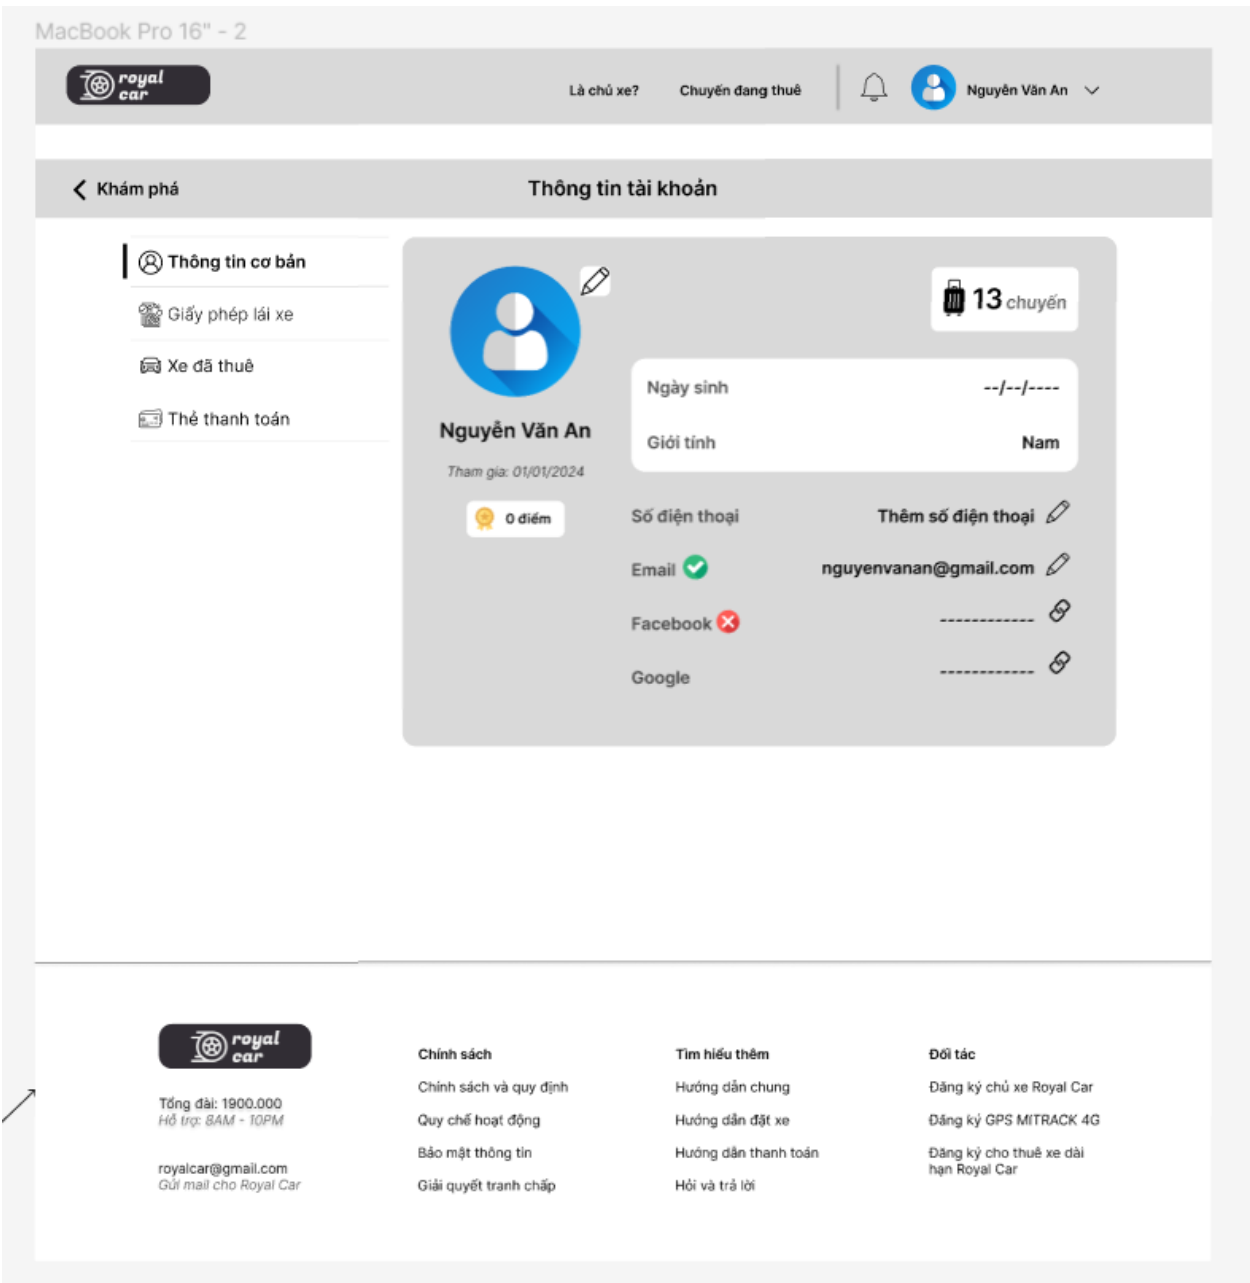 MacBook Pro 16" - 2
royal
car
Là chủ xe?
Chuyến đang thuê
Nguyễn Văn An
Khám phá
Thông tin tài khoản
Thông tin cơ bản
Giấy phép lái xe
Xe đã thuê
Thẻ thanh toán
13 chuyến
Ngày sinh
--/--/----
Giới tính
Nam
Nguyễn Văn An
Tham gia: 01/01/2024
0 điểm
Số điện thoại
Thêm số điện thoại
Email
nguyenvanan@gmail.com
Facebook
------------
Google
------------
royal
car
Tổng đài: 1900.000
Hỗ trợ: 8AM - 10PM
royalcar@gmail.com
Gửi mail cho Royal Car
Chính sách
Chính sách và quy định
Quy chế hoạt động
Bảo mật thông tin
Giải quyết tranh chấp
Tìm hiểu thêm
Hướng dẫn chung
Hướng dẫn đặt xe
Hướng dẫn thanh toán
Hỏi và trả lời
Đối tác
Đăng ký chủ xe Royal Car
Đăng ký GPS MITRACK 4G
Đăng ký cho thuê xe dài
hạn Royal Car